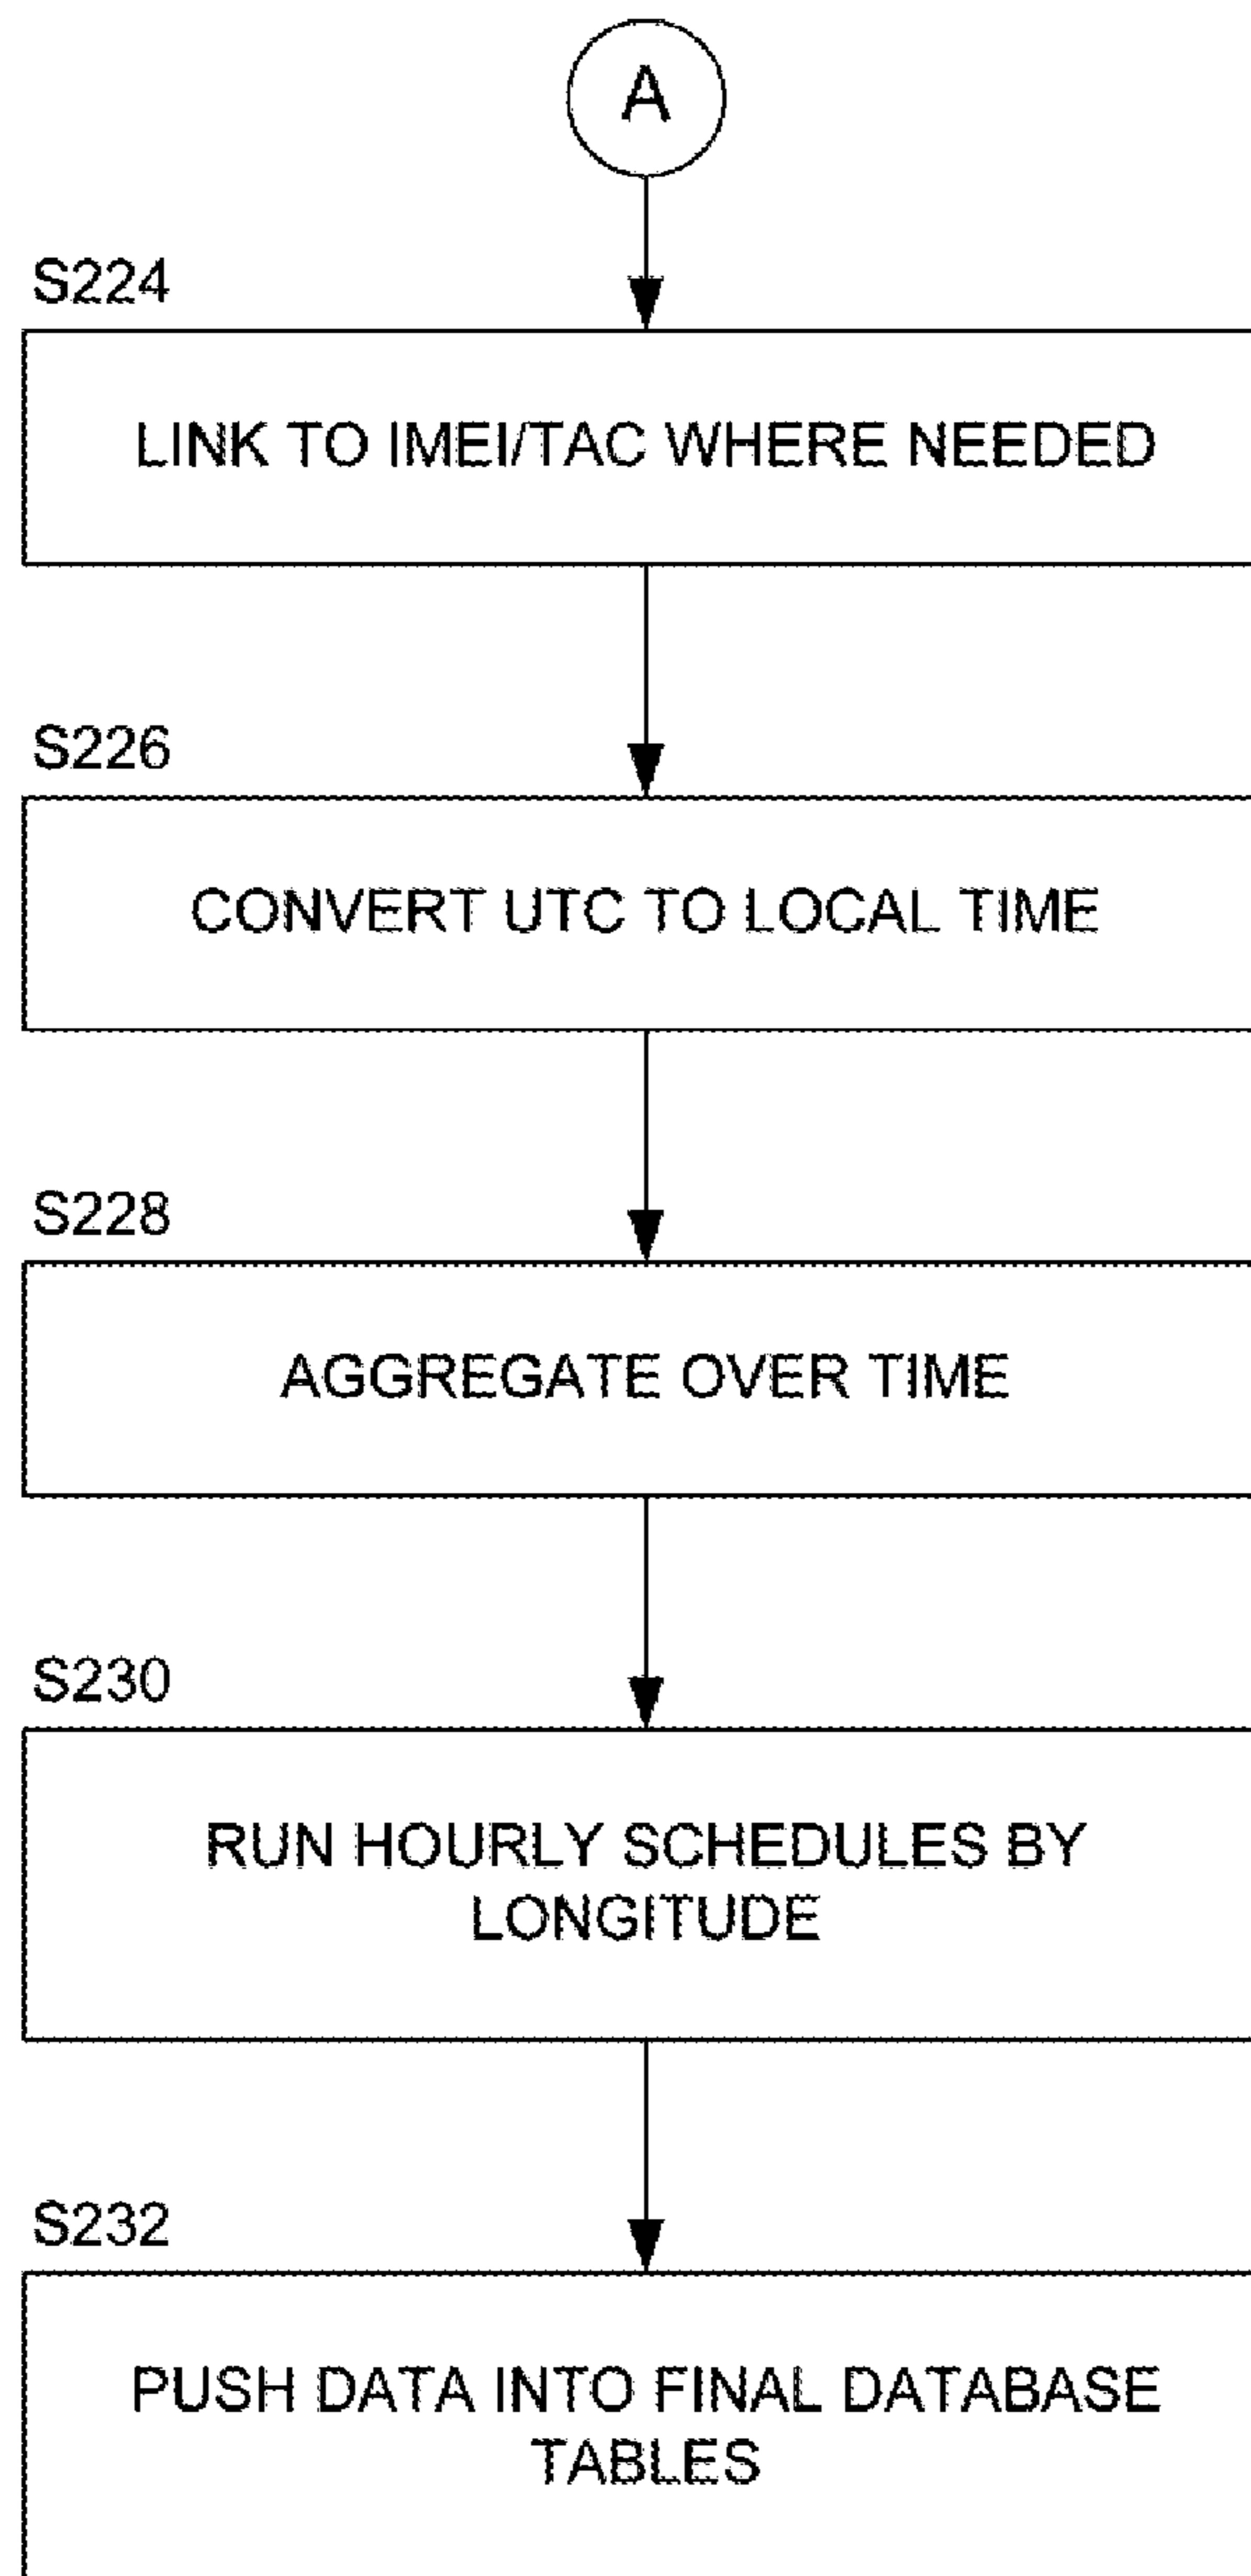 A
S224
LINK TO IMEI/TAC WHERE NEEDED
S226
CONVERT UTC TO LOCAL TIME
S228
AGGREGATE OVER TIME
S230
RUN HOURLY SCHEDULES BY
LONGITUDE
S232
PUSH DATA INTO FINAL DATABASE
TABLES